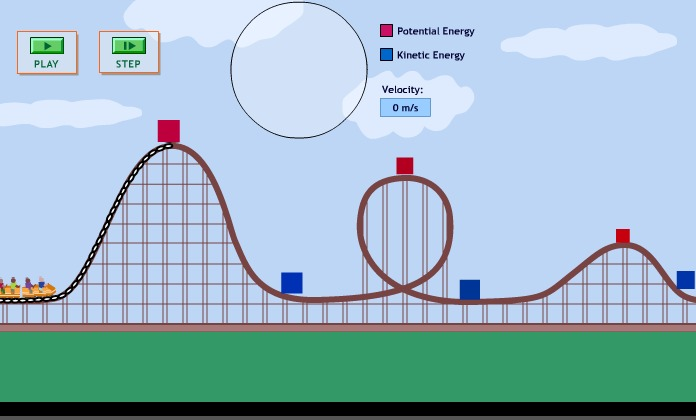 PLAY
STEP
Potential Energy
Kinetic Energy
Velocity:
0 m/s